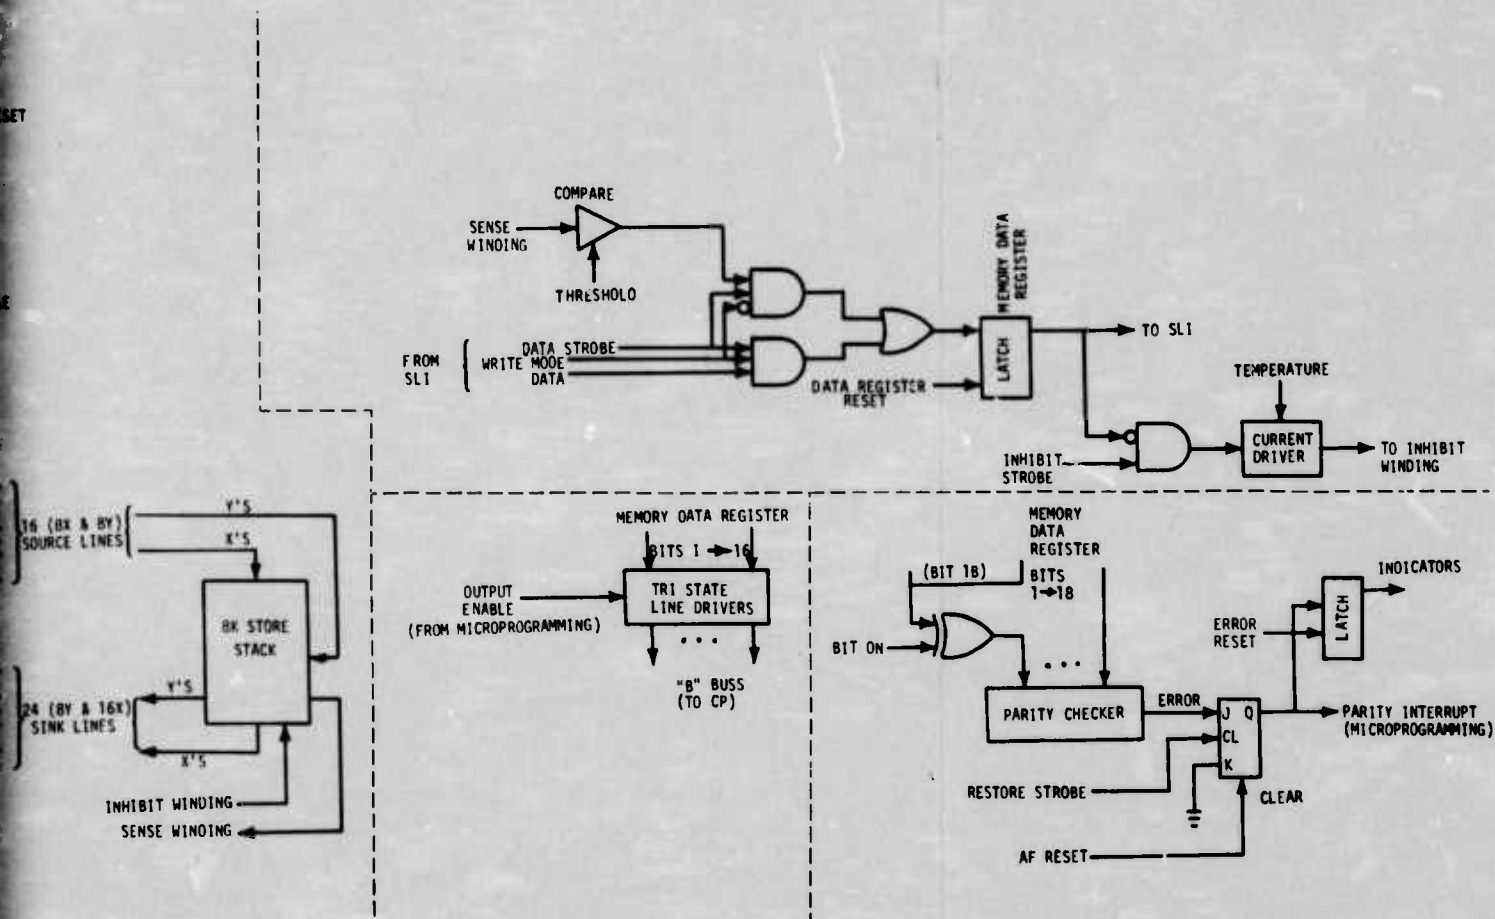 COMPARE
SENSE
WINDING
THRESHOLD
MEMORY DATA
REGISTER
FROM
SLI
DATA STROBE
WRITE MODE
DATA
LATCH
TO SLI
DATA REGISTER
RESET
TEMPERATURE
INHIBIT
STROBE
CURRENT
DRIVER
TO INHIBIT
WINDING
16 (8X & 8Y)
SOURCE LINES
Y'S
X'S
8K STORE
STACK
24 (8Y & 16X)
SINK LINES
Y'S
X'S
INHIBIT WINDING
SENSE WINDING
MEMORY DATA REGISTER
BITS 1 → 16
OUTPUT
ENABLE
(FROM MICROPROGRAMMING)
TRI STATE
LINE DRIVERS
...
"B" BUSS
(TO CP)
MEMORY
DATA
REGISTER
(BIT 18)
BITS
1→18
BIT ON
...
PARITY CHECKER
ERROR
J Q
CL
K
RESTORE STROBE
CLEAR
AF RESET
ERROR
RESET
LATCH
INDICATORS
PARITY INTERRUPT
(MICROPROGRAMMING)